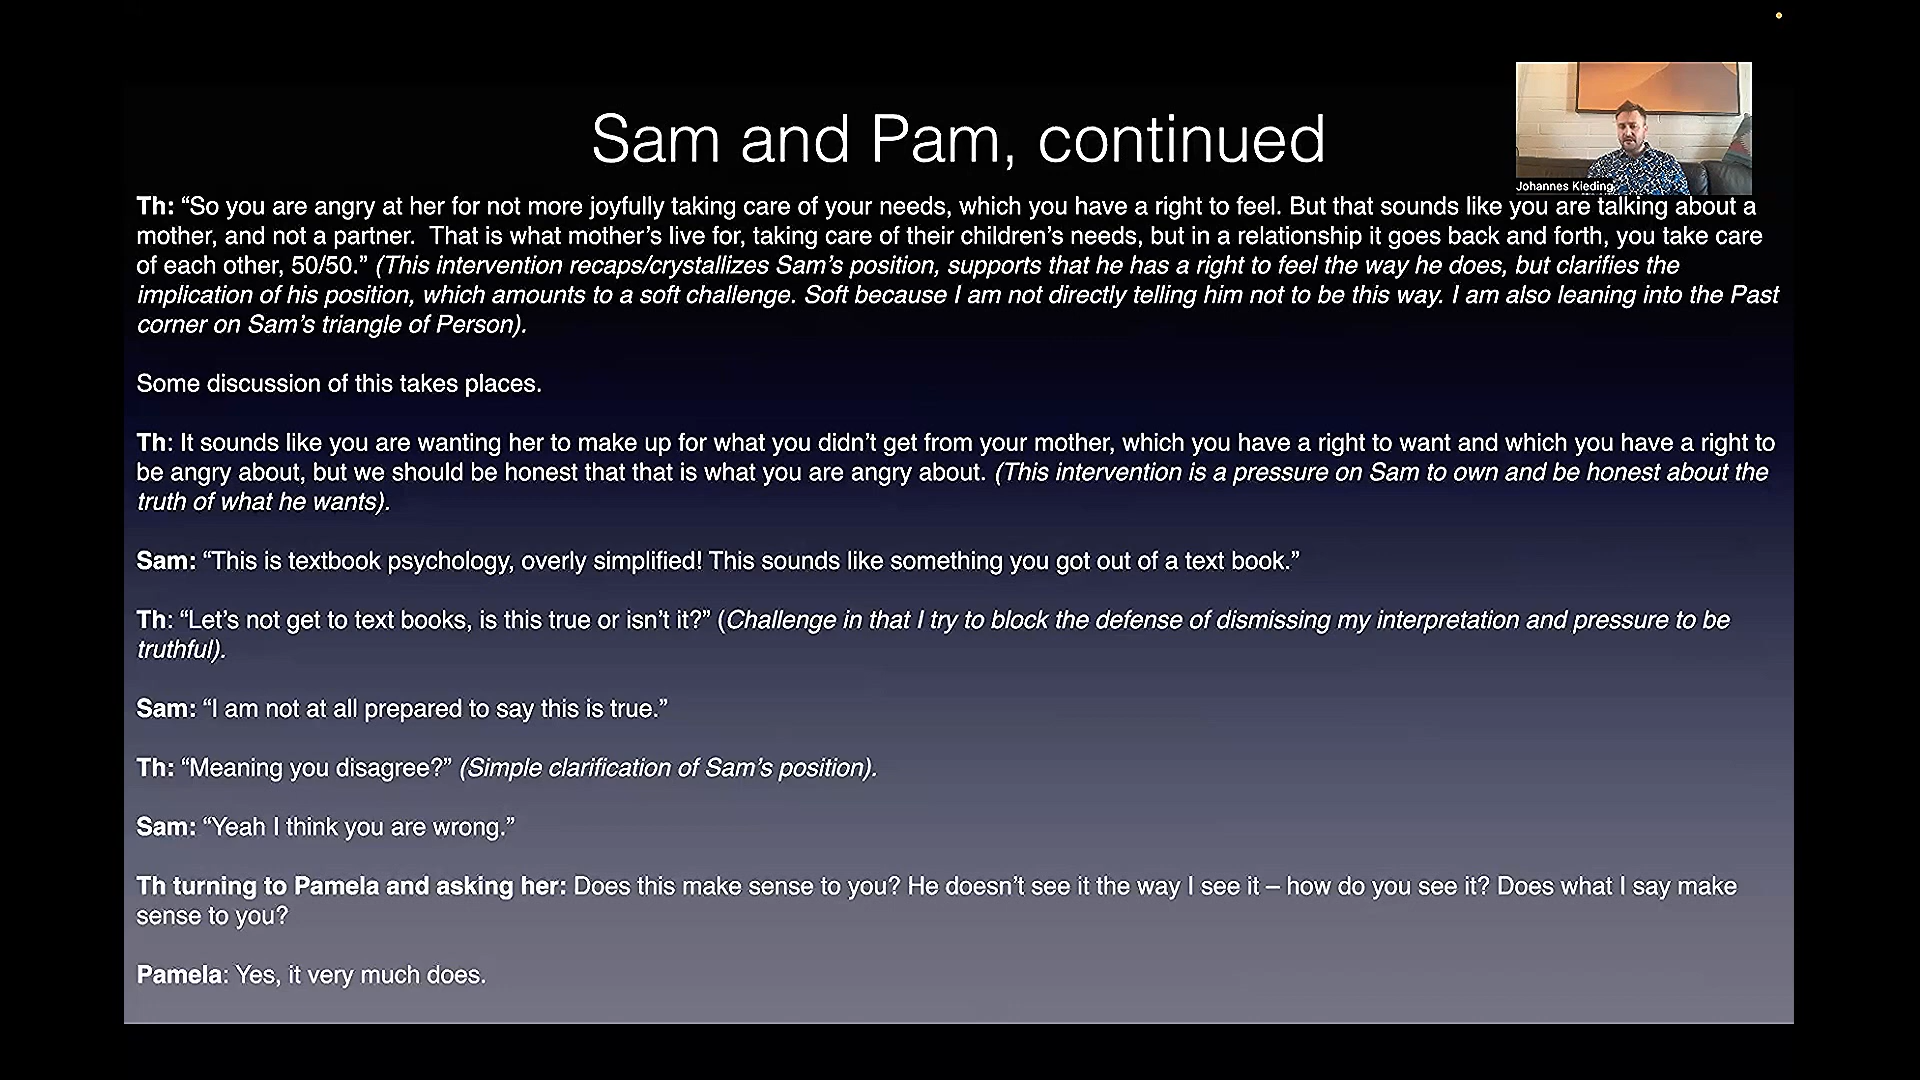 Sam and Pam, continued
Johannes Kieding
Th: “So you are angry at her for not more joyfully taking care of your needs, which you have a right to feel. But that sounds like you are talking about a
mother, and not a partner.  That is what mother’s live for, taking care of their children’s needs, but in a relationship it goes back and forth, you take care
of each other, 50/50.” (This intervention recaps/crystallizes Sam’s position, supports that he has a right to feel the way he does, but clarifies the
implication of his position, which amounts to a soft challenge. Soft because I am not directly telling him not to be this way. I am also leaning into the Past
corner on Sam’s triangle of Person).
Some discussion of this takes places.
Th: It sounds like you are wanting her to make up for what you didn’t get from your mother, which you have a right to want and which you have a right to
be angry about, but we should be honest that that is what you are angry about. (This intervention is a pressure on Sam to own and be honest about the
truth of what he wants).
Sam: “This is textbook psychology, overly simplified! This sounds like something you got out of a text book.”
Th: “Let’s not get to text books, is this true or isn’t it?” (Challenge in that I try to block the defense of dismissing my interpretation and pressure to be
truthful).
Sam: “I am not at all prepared to say this is true.”
Th: “Meaning you disagree?” (Simple clarification of Sam’s position).
Sam: “Yeah I think you are wrong.”
Th turning to Pamela and asking her: Does this make sense to you? He doesn’t see it the way I see it – how do you see it? Does what I say make
sense to you?
Pamela: Yes, it very much does.